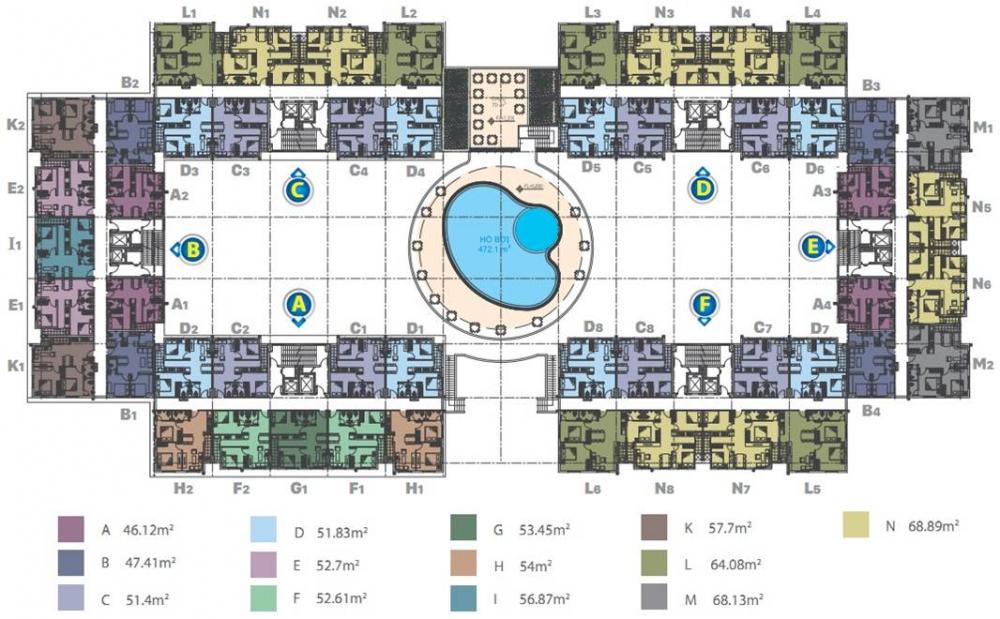 L1 N1 N2 L2 L3 N3 N4 L4
B2 B3
K2 M1
D3 C3 C4 D4 D5 C5 C6 D6
E2 A2 C D A3 N5
I1 B HỒ BƠI E
472.1 m²
E1 A1 A F A4 N6
D2 C2 C1 D1 D8 C8 C7 D7
K1 M2
B1 B4
H2 F2 G1 F1 H1 L6 N8 N7 L5
A 46.12m² D 51.83m² G 53.45m² K 57.7m² N 68.89m²
B 47.41m² E 52.7m² H 54m² L 64.08m²
C 51.4m² F 52.61m² I 56.87m² M 68.13m²